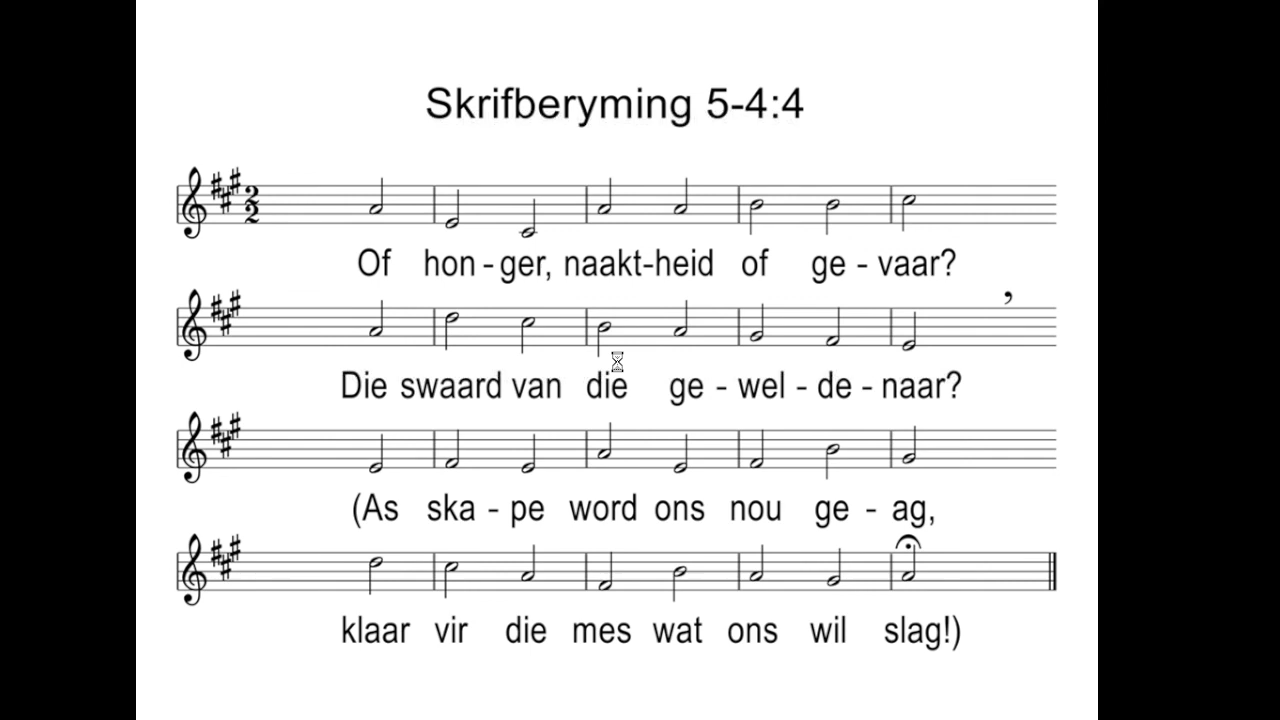 Skrifberyming 5-4:4
Of hon - ger, naakt-heid of ge - vaar?
Die swaard van die ge - wel - de - naar?
(As ska - pe word ons nou ge - ag,
klaar vir die mes wat ons wil slag!)